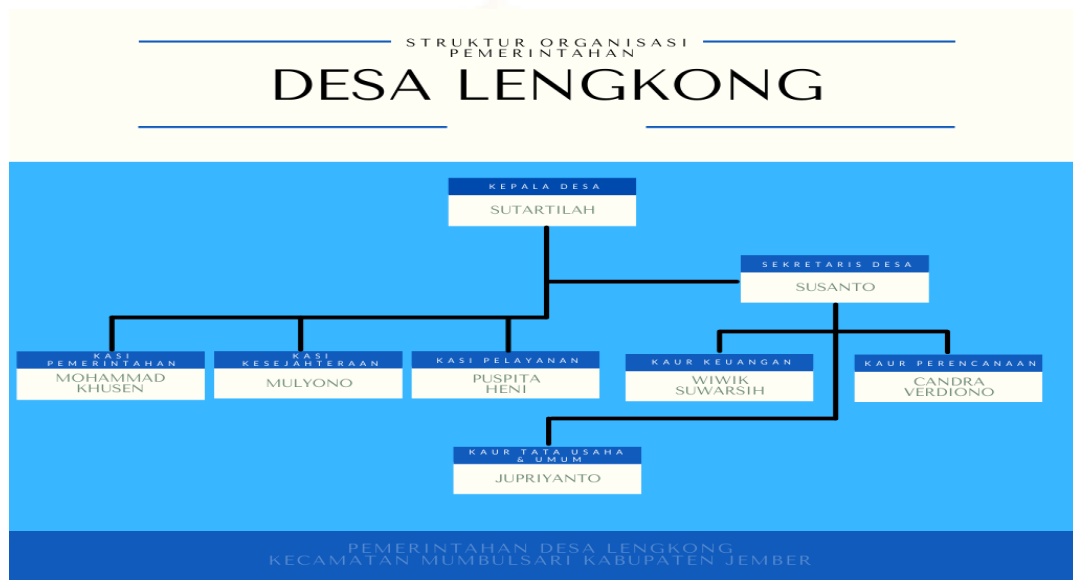 STRUKTUR ORGANISASI
PEMERINTAHAN
DESA LENGKONG
KEPALA DESA
SUTARTILAH
SEKRETARIS DESA
SUSANTO
KASI
PEMERINTAHAN
MOHAMMAD
KHUSEN
KASI
KESEJAHTERAAN
MULYONO
KASI PELAYANAN
PUSPITA
HENI
KAUR KEUANGAN
WIWIK
SUWARSIH
KAUR PERENCANAAN
CANDRA
VERDIONO
KAUR TATA USAHA
& UMUM
JUPRIYANTO
PEMERINTAHAN DESA LENGKONG
KECAMATAN MUMBULSARI KABUPATEN JEMBER